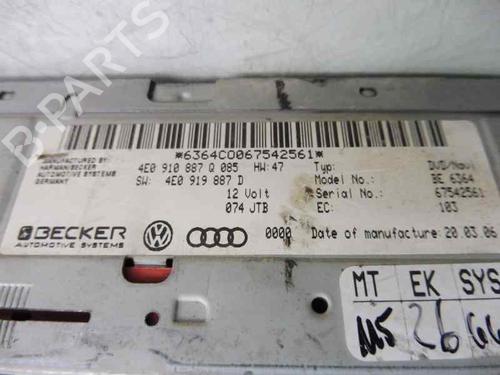 B-PARTS
*6364C0067542561*
MANUFACTURED BY:
HARMAN/BECKER
AUTOMOTIVE SYSTEMS
GERMANY
4E0 910 887 Q 085 HW:47
SW: 4E0 919 887 D
12 Volt
074 JTB
Typ: DVD/Navi
Model No.: BE 6364
Serial No.: 67542561
EC: 103
BECKER
AUTOMOTIVE SYSTEMS
0000 Date of manufacture: 20.03.06
MT EK SYS
26